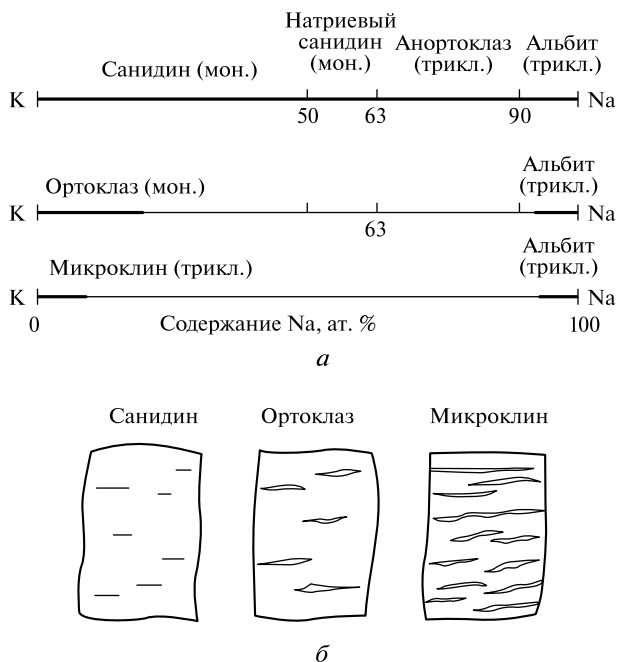 Натриевый
санидин
(мон.)
Анортоклаз
(трикл.)
Альбит
(трикл.)
Санидин (мон.)
K Na
50 63 90
Ортоклаз (мон.)
Альбит
(трикл.)
K Na
63
Микроклин (трикл.)
Альбит
(трикл.)
K Na
0 Содержание Na, ат. % 100
а
Санидин Ортоклаз Микроклин
б